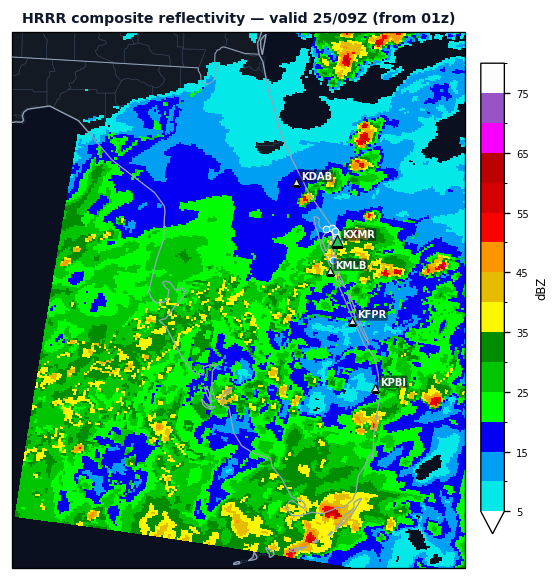 HRRR composite reflectivity — valid 25/09Z (from 01z)
KDAB
KXMR
KMLB
KFPR
KPBI
75
65
55
45
35
25
15
5
dBZ